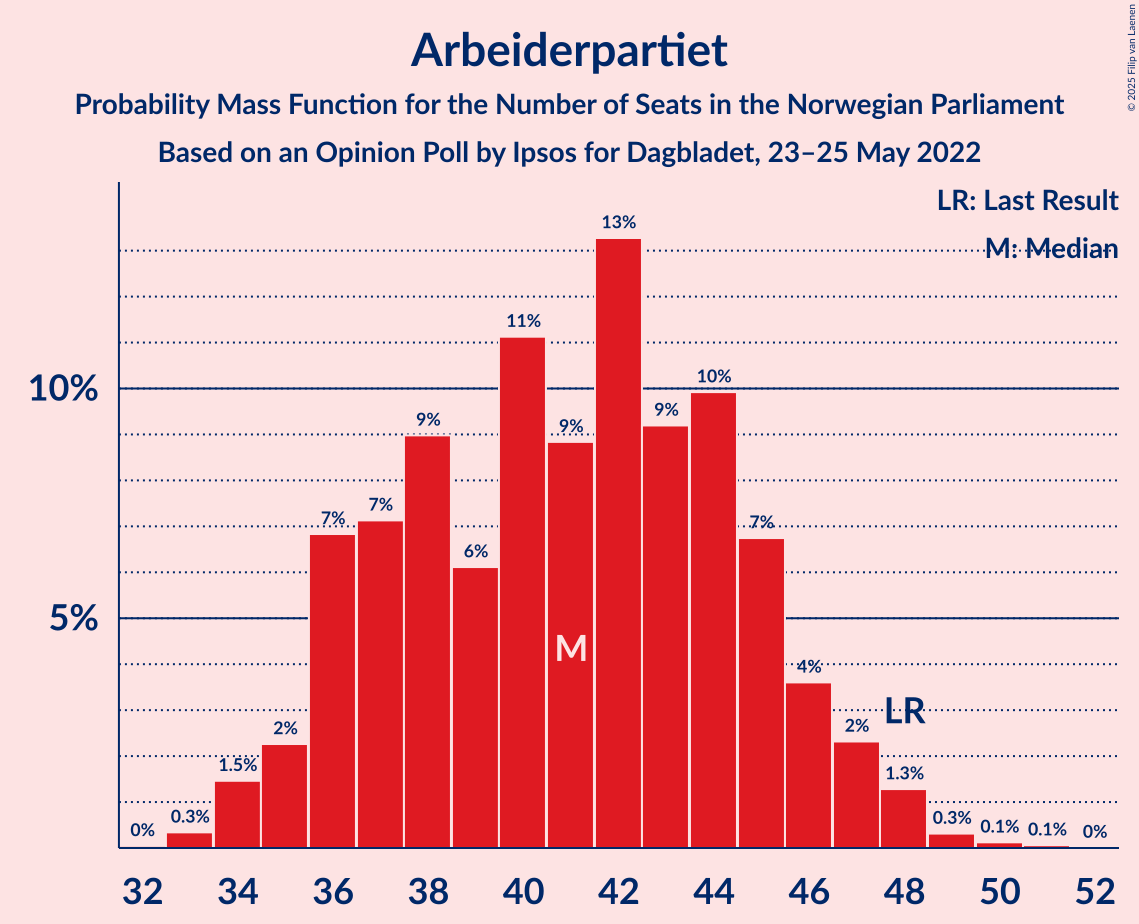 Arbeiderpartiet
Probability Mass Function for the Number of Seats in the Norwegian Parliament
Based on an Opinion Poll by Ipsos for Dagbladet, 23–25 May 2022
© 2025 Filip van Laenen
LR: Last Result
M: Median
10%
5%
0%
0.3%
1.5%
2%
7%
7%
9%
6%
11%
9%
13%
9%
10%
7%
4%
2%
1.3%
0.3%
0.1%
0.1%
0%
M
LR
32 34 36 38 40 42 44 46 48 50 52